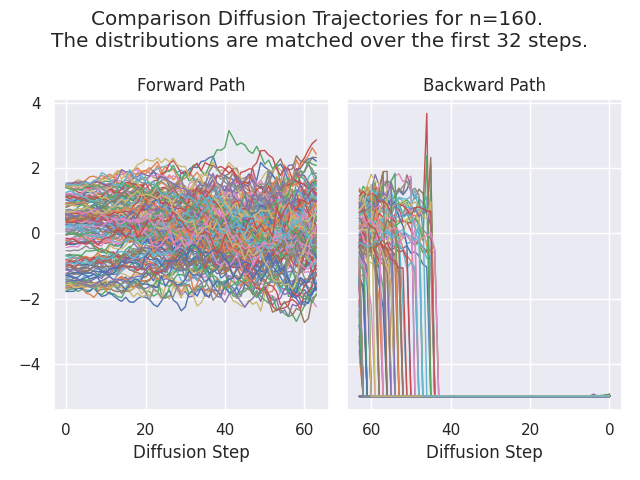 Comparison Diffusion Trajectories for n=160.
The distributions are matched over the first 32 steps.
Forward Path
Backward Path
4
2
0
−2
−4
0 20 40 60
60 40 20 0
Diffusion Step
Diffusion Step